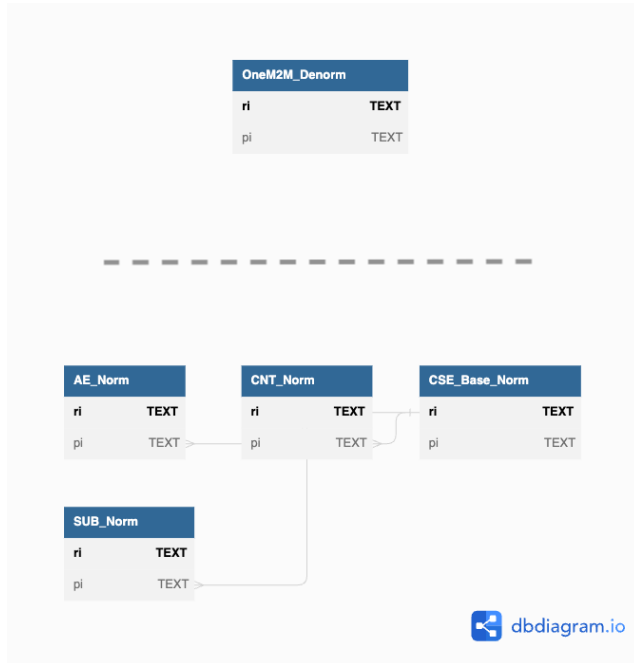 OneM2M_Denorm
ri TEXT
pi TEXT
AE_Norm
ri TEXT
pi TEXT
CNT_Norm
ri TEXT
pi TEXT
CSE_Base_Norm
ri TEXT
pi TEXT
SUB_Norm
ri TEXT
pi TEXT
dbdiagram.io